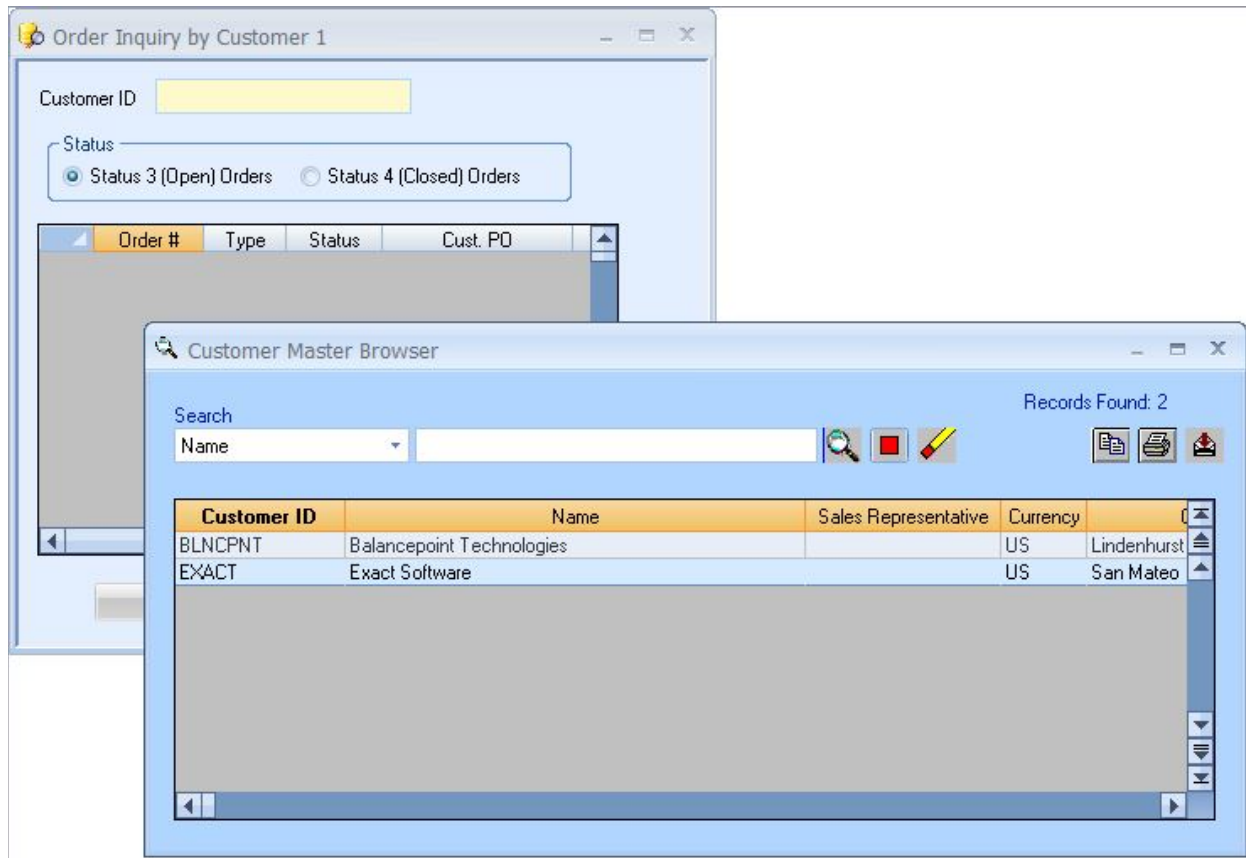 Order Inquiry by Customer 1
Customer ID
Status
Status 3 (Open) Orders Status 4 (Closed) Orders
Order # Type Status Cust. PO
Customer Master Browser
Records Found: 2
Search
Name
Customer ID Name Sales Representative Currency
BLNCPNT Balancepoint Technologies US Lindenhurst
EXACT Exact Software US San Mateo